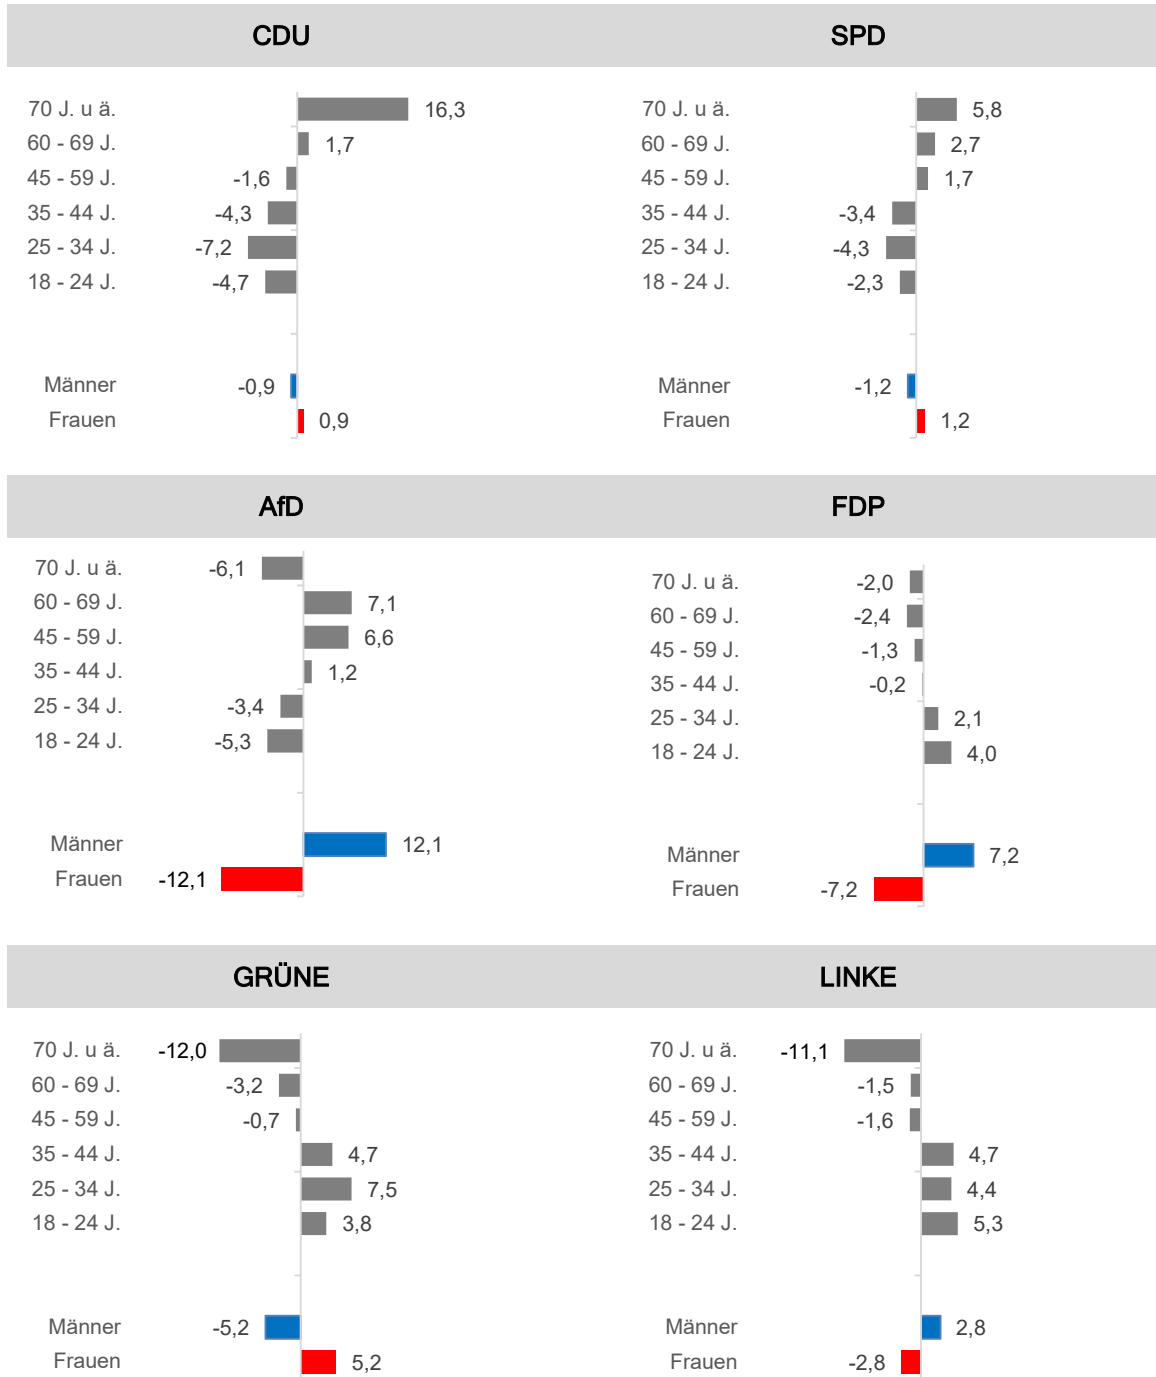 CDU
70 J. u ä. 16,3
60 - 69 J. 1,7
45 - 59 J. -1,6
35 - 44 J. -4,3
25 - 34 J. -7,2
18 - 24 J. -4,7
Männer -0,9
Frauen 0,9
SPD
70 J. u ä. 5,8
60 - 69 J. 2,7
45 - 59 J. 1,7
35 - 44 J. -3,4
25 - 34 J. -4,3
18 - 24 J. -2,3
Männer -1,2
Frauen 1,2
AfD
70 J. u ä. -6,1
60 - 69 J. 7,1
45 - 59 J. 6,6
35 - 44 J. 1,2
25 - 34 J. -3,4
18 - 24 J. -5,3
Männer 12,1
Frauen -12,1
FDP
70 J. u ä. -2,0
60 - 69 J. -2,4
45 - 59 J. -1,3
35 - 44 J. -0,2
25 - 34 J. 2,1
18 - 24 J. 4,0
Männer 7,2
Frauen -7,2
GRÜNE
70 J. u ä. -12,0
60 - 69 J. -3,2
45 - 59 J. -0,7
35 - 44 J. 4,7
25 - 34 J. 7,5
18 - 24 J. 3,8
Männer -5,2
Frauen 5,2
LINKE
70 J. u ä. -11,1
60 - 69 J. -1,5
45 - 59 J. -1,6
35 - 44 J. 4,7
25 - 34 J. 4,4
18 - 24 J. 5,3
Männer 2,8
Frauen -2,8